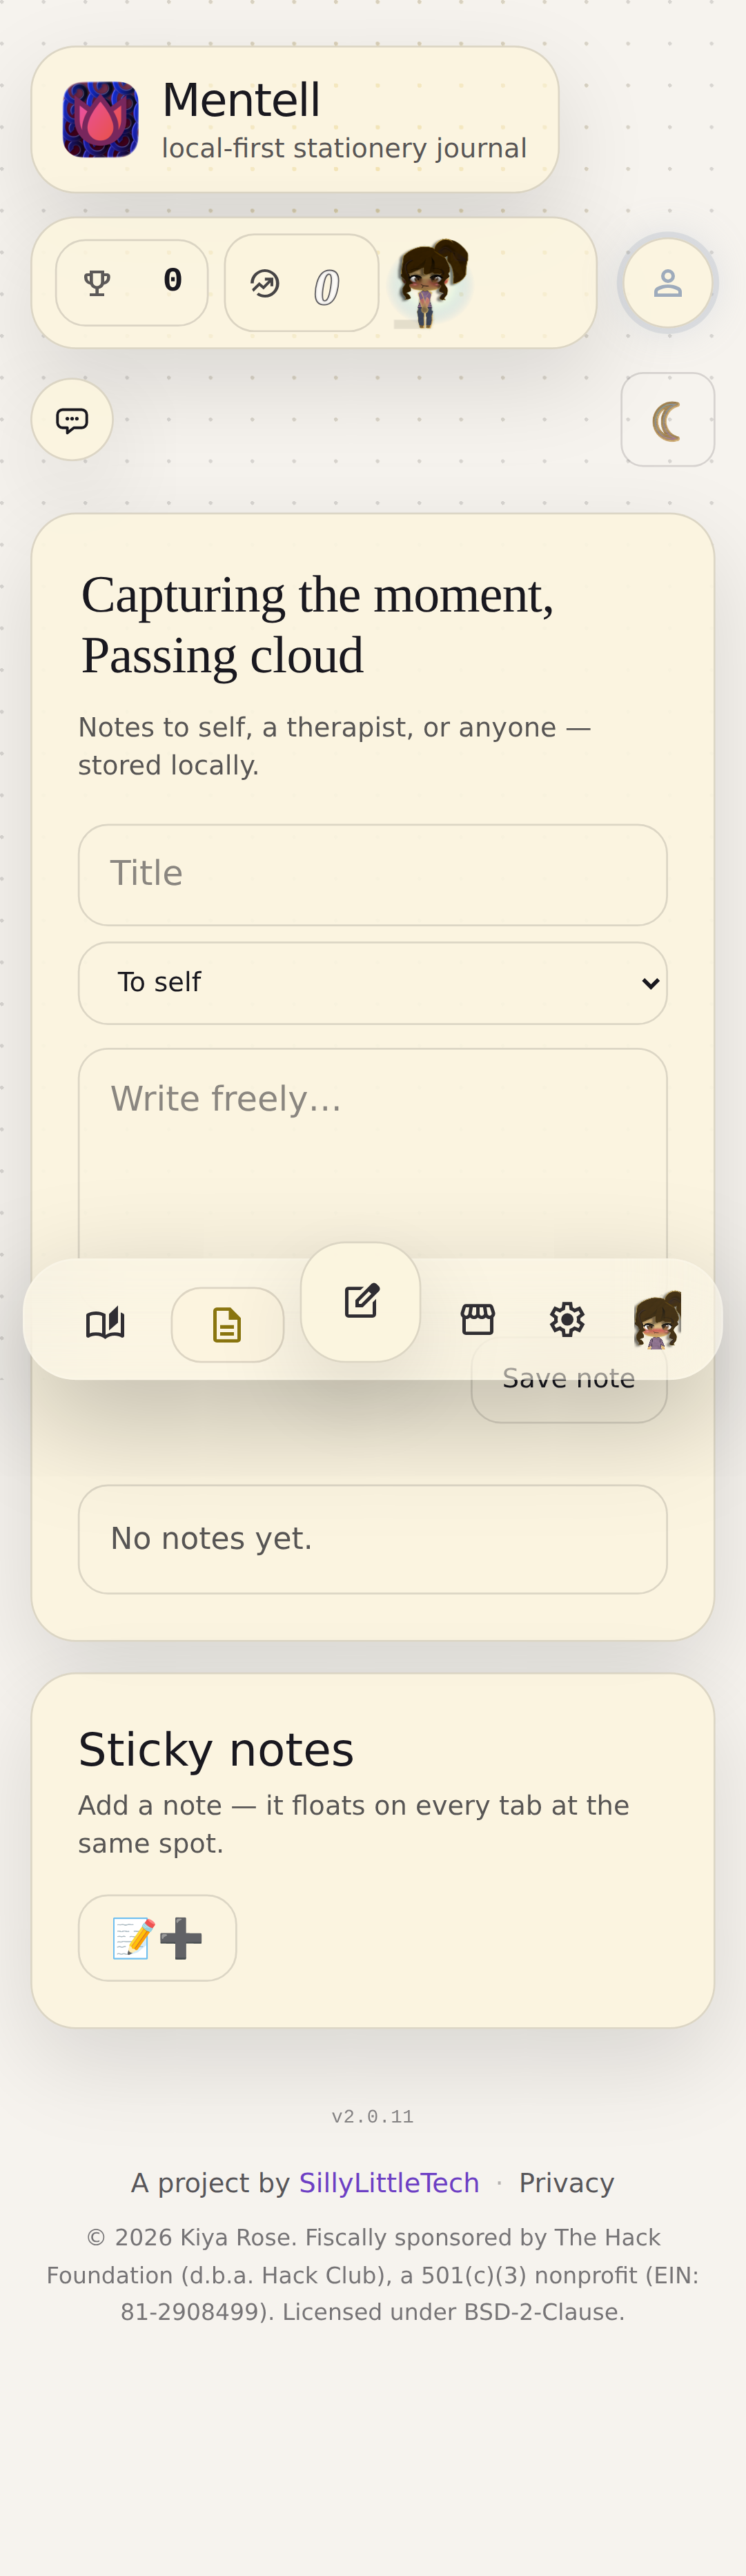 Mentell
local-first stationery journal
0
0
Capturing the moment,
Passing cloud
Notes to self, a therapist, or anyone —
stored locally.
Title
To self
Write freely...
Save note
No notes yet.
Sticky notes
Add a note — it floats on every tab at the
same spot.
v2.0.11
A project by SillyLittleTech · Privacy
© 2026 Kiya Rose. Fiscally sponsored by The Hack
Foundation (d.b.a. Hack Club), a 501(c)(3) nonprofit (EIN:
81-2908499). Licensed under BSD-2-Clause.